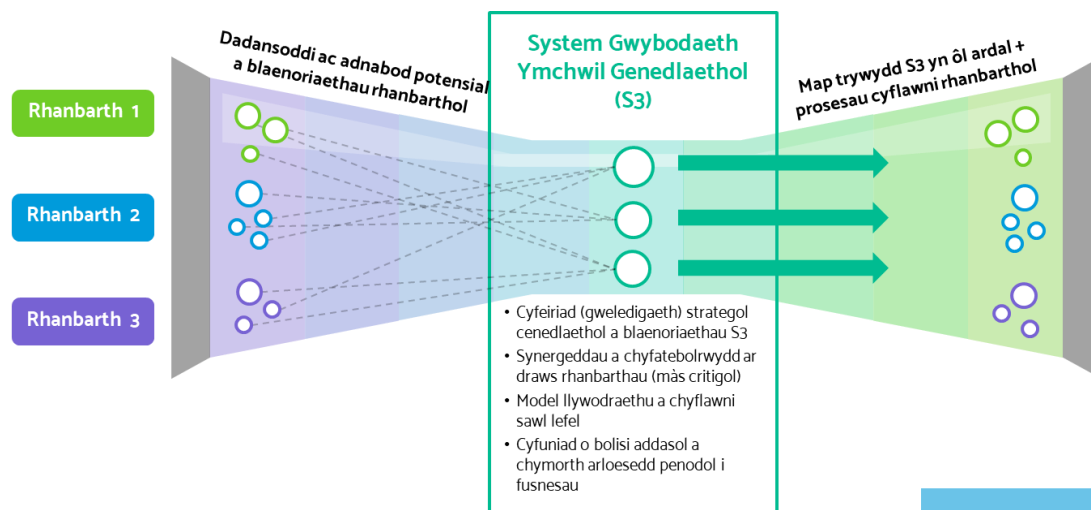 Dadansoddi ac adnabod potensial
a blaenoriaethau rhanbarthol
System Gwybodaeth
Ymchwil Genedlaethol
(S3)
Map trywydd S3 yn ôl ardal +
prosesau cyflawni rhanbarthol
Rhanbarth 1
Rhanbarth 2
Rhanbarth 3
• Cyfeiriad (gweledigaeth) strategol
cenedlaethol a blaenoriaethau S3
• Synergeddau a chyfatebolrwydd ar
draws rhanbarthau (màs critigol)
• Model llywodraethu a chyflawni
sawl lefel
• Cyfuniad o bolisi addasol a
chymorth arloesedd penodol i
fusnesau